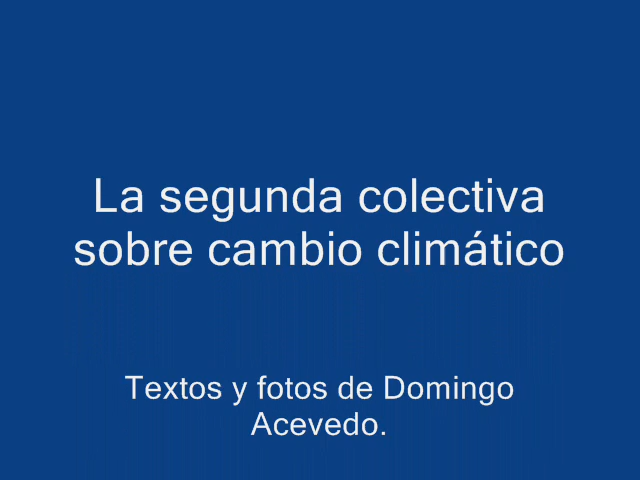 La segunda colectiva
sobre cambio climático
Textos y fotos de Domingo
Acevedo.